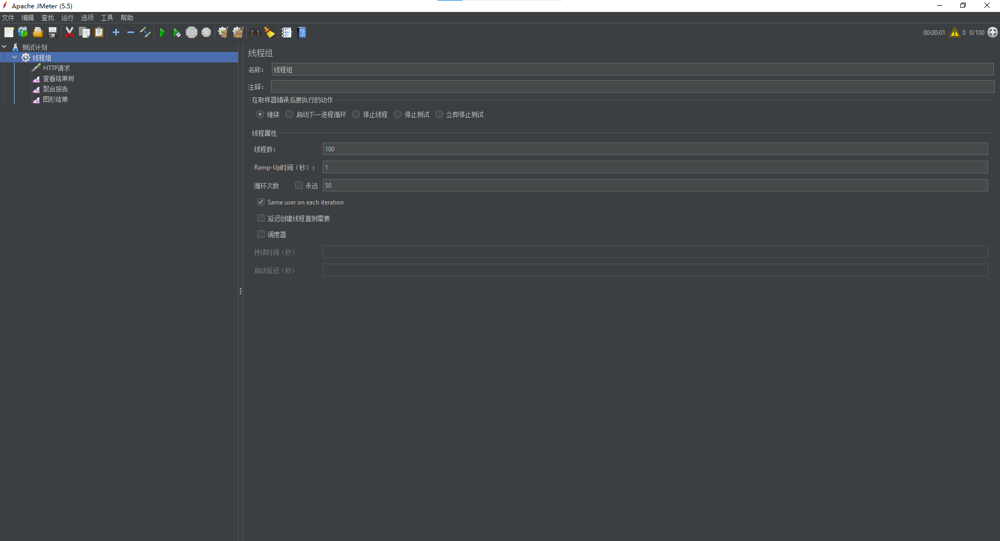 Apache JMeter (5.5)
文件 编辑 查找 运行 选项 工具 帮助
00:00:01 0 0/100
测试计划
线程组
HTTP请求
查看结果树
聚合报告
图形结果
线程组
名称： 线程组
注释：
在取样器错误后要执行的动作
继续 启动下一进程循环 停止线程 停止测试 立即停止测试
线程属性
线程数： 100
Ramp-Up时间（秒）： 1
循环次数 永远 50
Same user on each iteration
延迟创建线程直到需要
调度器
持续时间（秒）
启动延迟（秒）